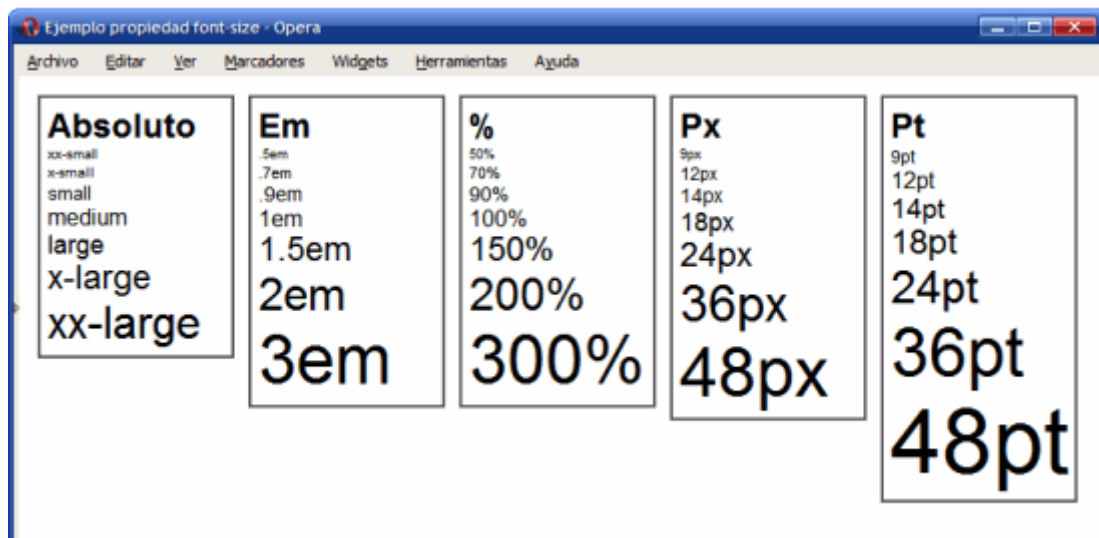 Ejemplo propiedad font-size - Opera
Archivo Editar Ver Marcadores Widgets Herramientas Ayuda
Absoluto
xx-small
x-small
small
medium
large
x-large
xx-large
Em
.5em
.7em
.9em
1em
1.5em
2em
3em
%
50%
70%
90%
100%
150%
200%
300%
Px
9px
12px
14px
18px
24px
36px
48px
Pt
9pt
12pt
14pt
18pt
24pt
36pt
48pt